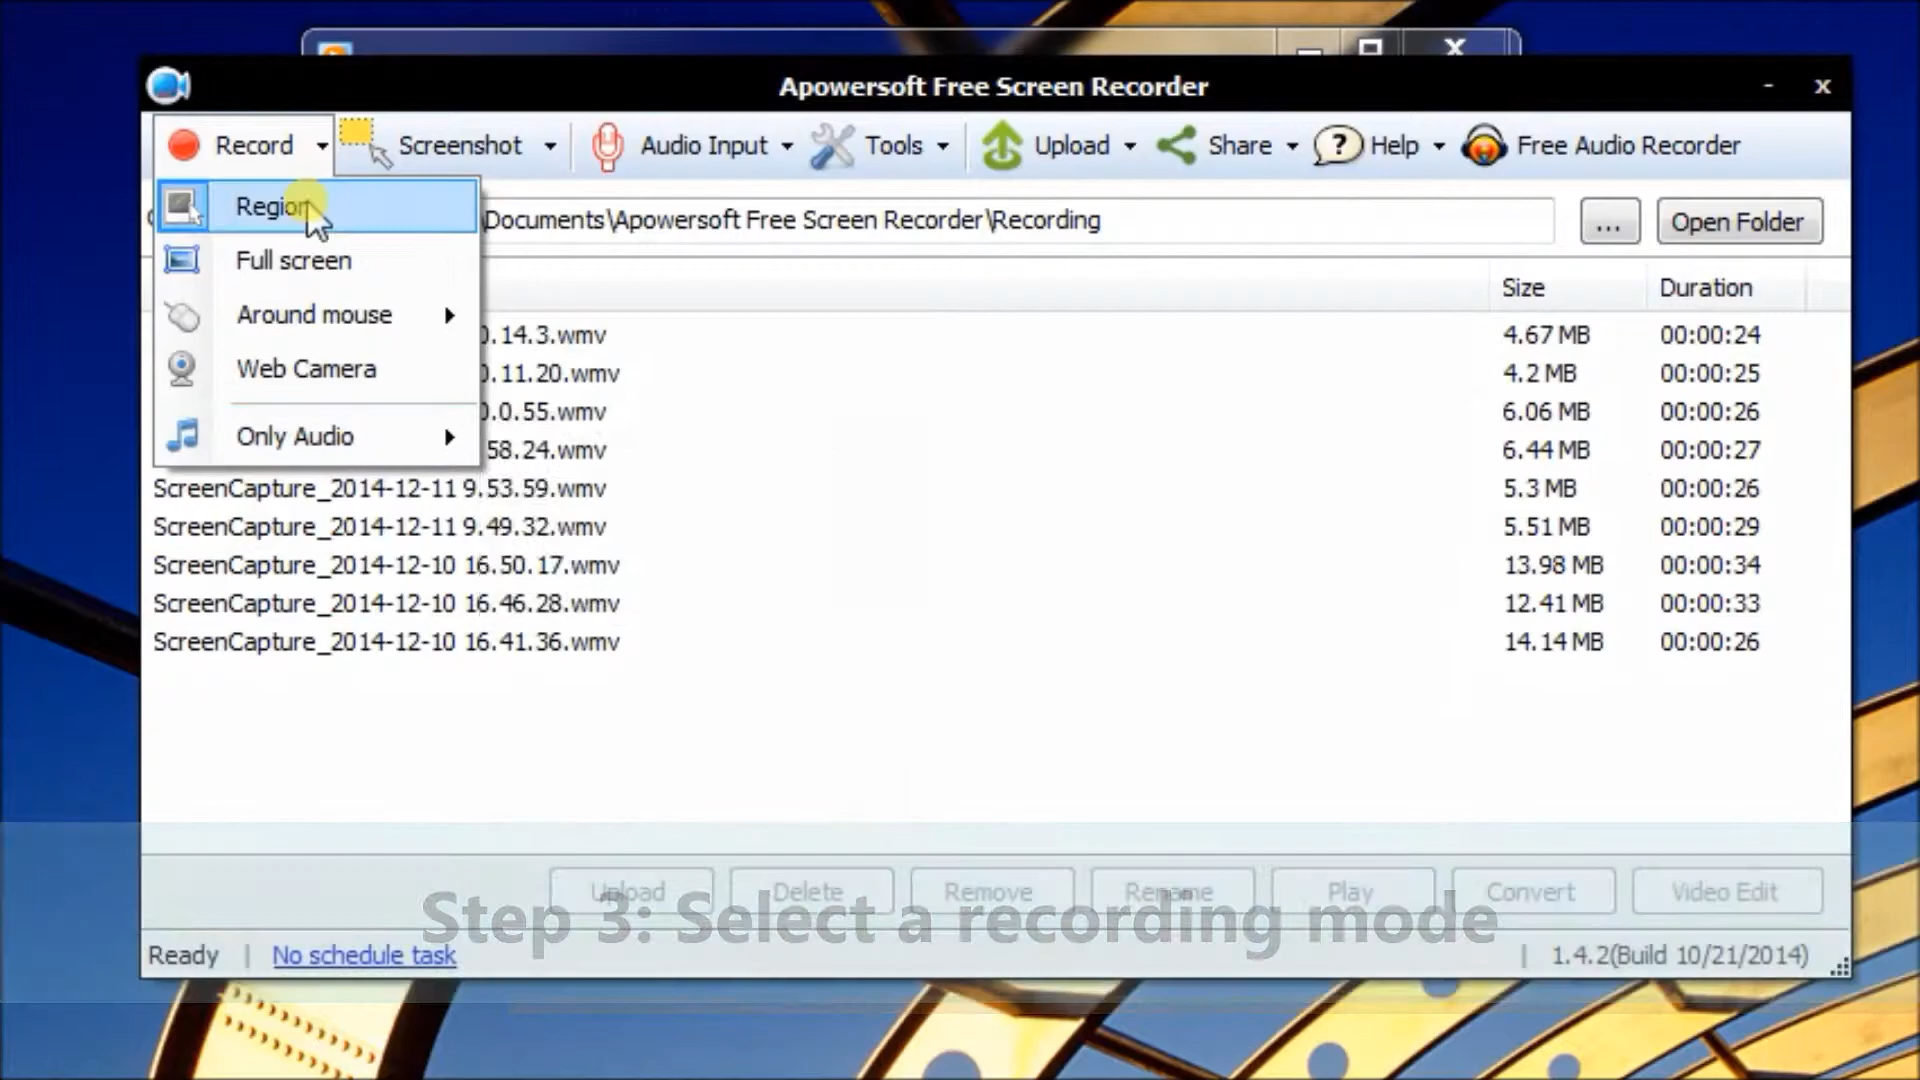 Apowersoft Free Screen Recorder
- x
Record Screenshot Audio Input Tools Upload Share Help Free Audio Recorder
Region
\Documents\Apowersoft Free Screen Recorder\Recording ... Open Folder
Full screen
Size Duration
Around mouse
0.14.3.wmv 4.67 MB 00:00:24
Web Camera
0.11.20.wmv 4.2 MB 00:00:25
0.0.55.wmv 6.06 MB 00:00:26
Only Audio
58.24.wmv 6.44 MB 00:00:27
ScreenCapture_2014-12-11 9.53.59.wmv 5.3 MB 00:00:26
ScreenCapture_2014-12-11 9.49.32.wmv 5.51 MB 00:00:29
ScreenCapture_2014-12-10 16.50.17.wmv 13.98 MB 00:00:34
ScreenCapture_2014-12-10 16.46.28.wmv 12.41 MB 00:00:33
ScreenCapture_2014-12-10 16.41.36.wmv 14.14 MB 00:00:26
Upload Delete Remove Rename Play Convert Video Edit
Step 3: Select a recording mode
Ready | No schedule task | 1.4.2(Build 10/21/2014)